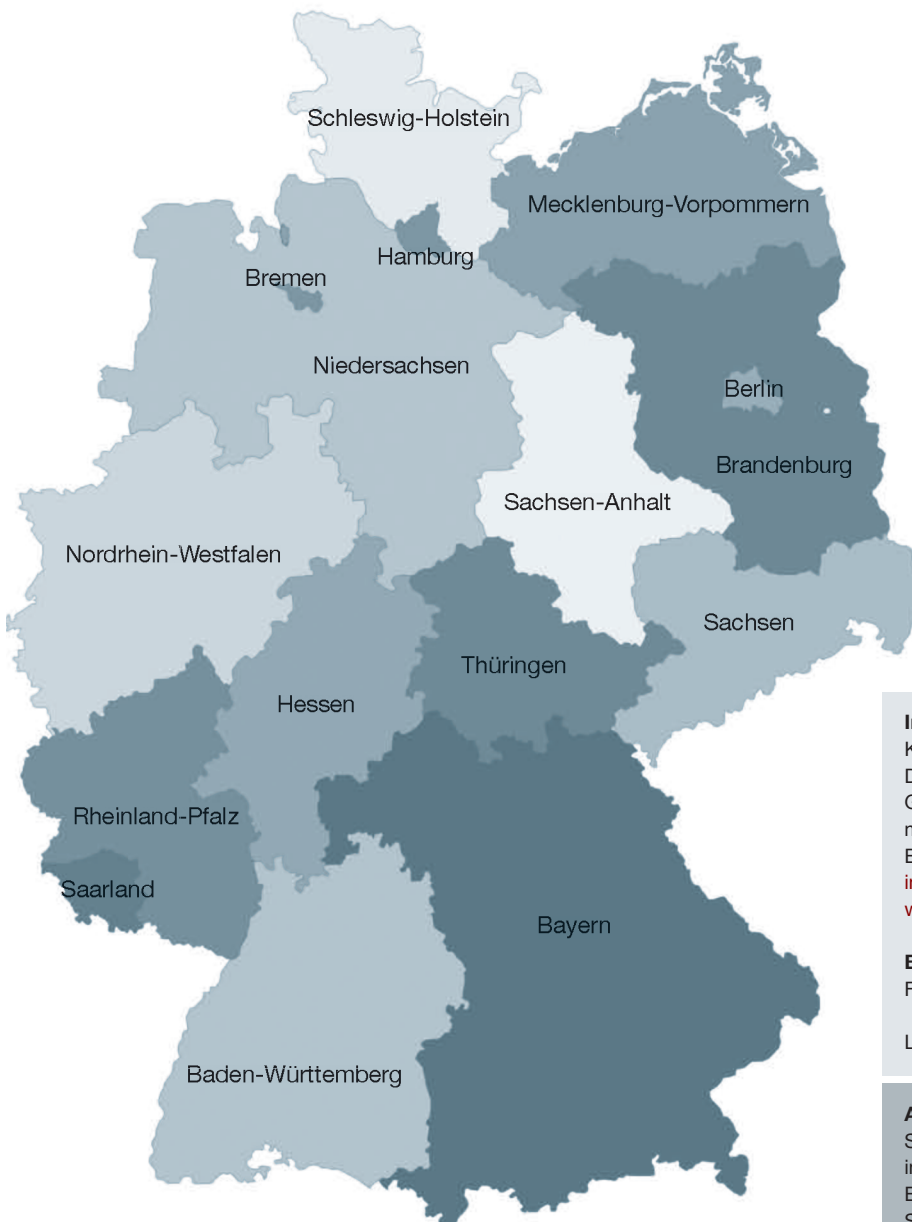 Schleswig-Holstein
Mecklenburg-Vorpommern
Hamburg
Bremen
Niedersachsen
Berlin
Brandenburg
Sachsen-Anhalt
Nordrhein-Westfalen
Sachsen
Thüringen
Hessen
Rheinland-Pfalz
Saarland
Bayern
Baden-Württemberg